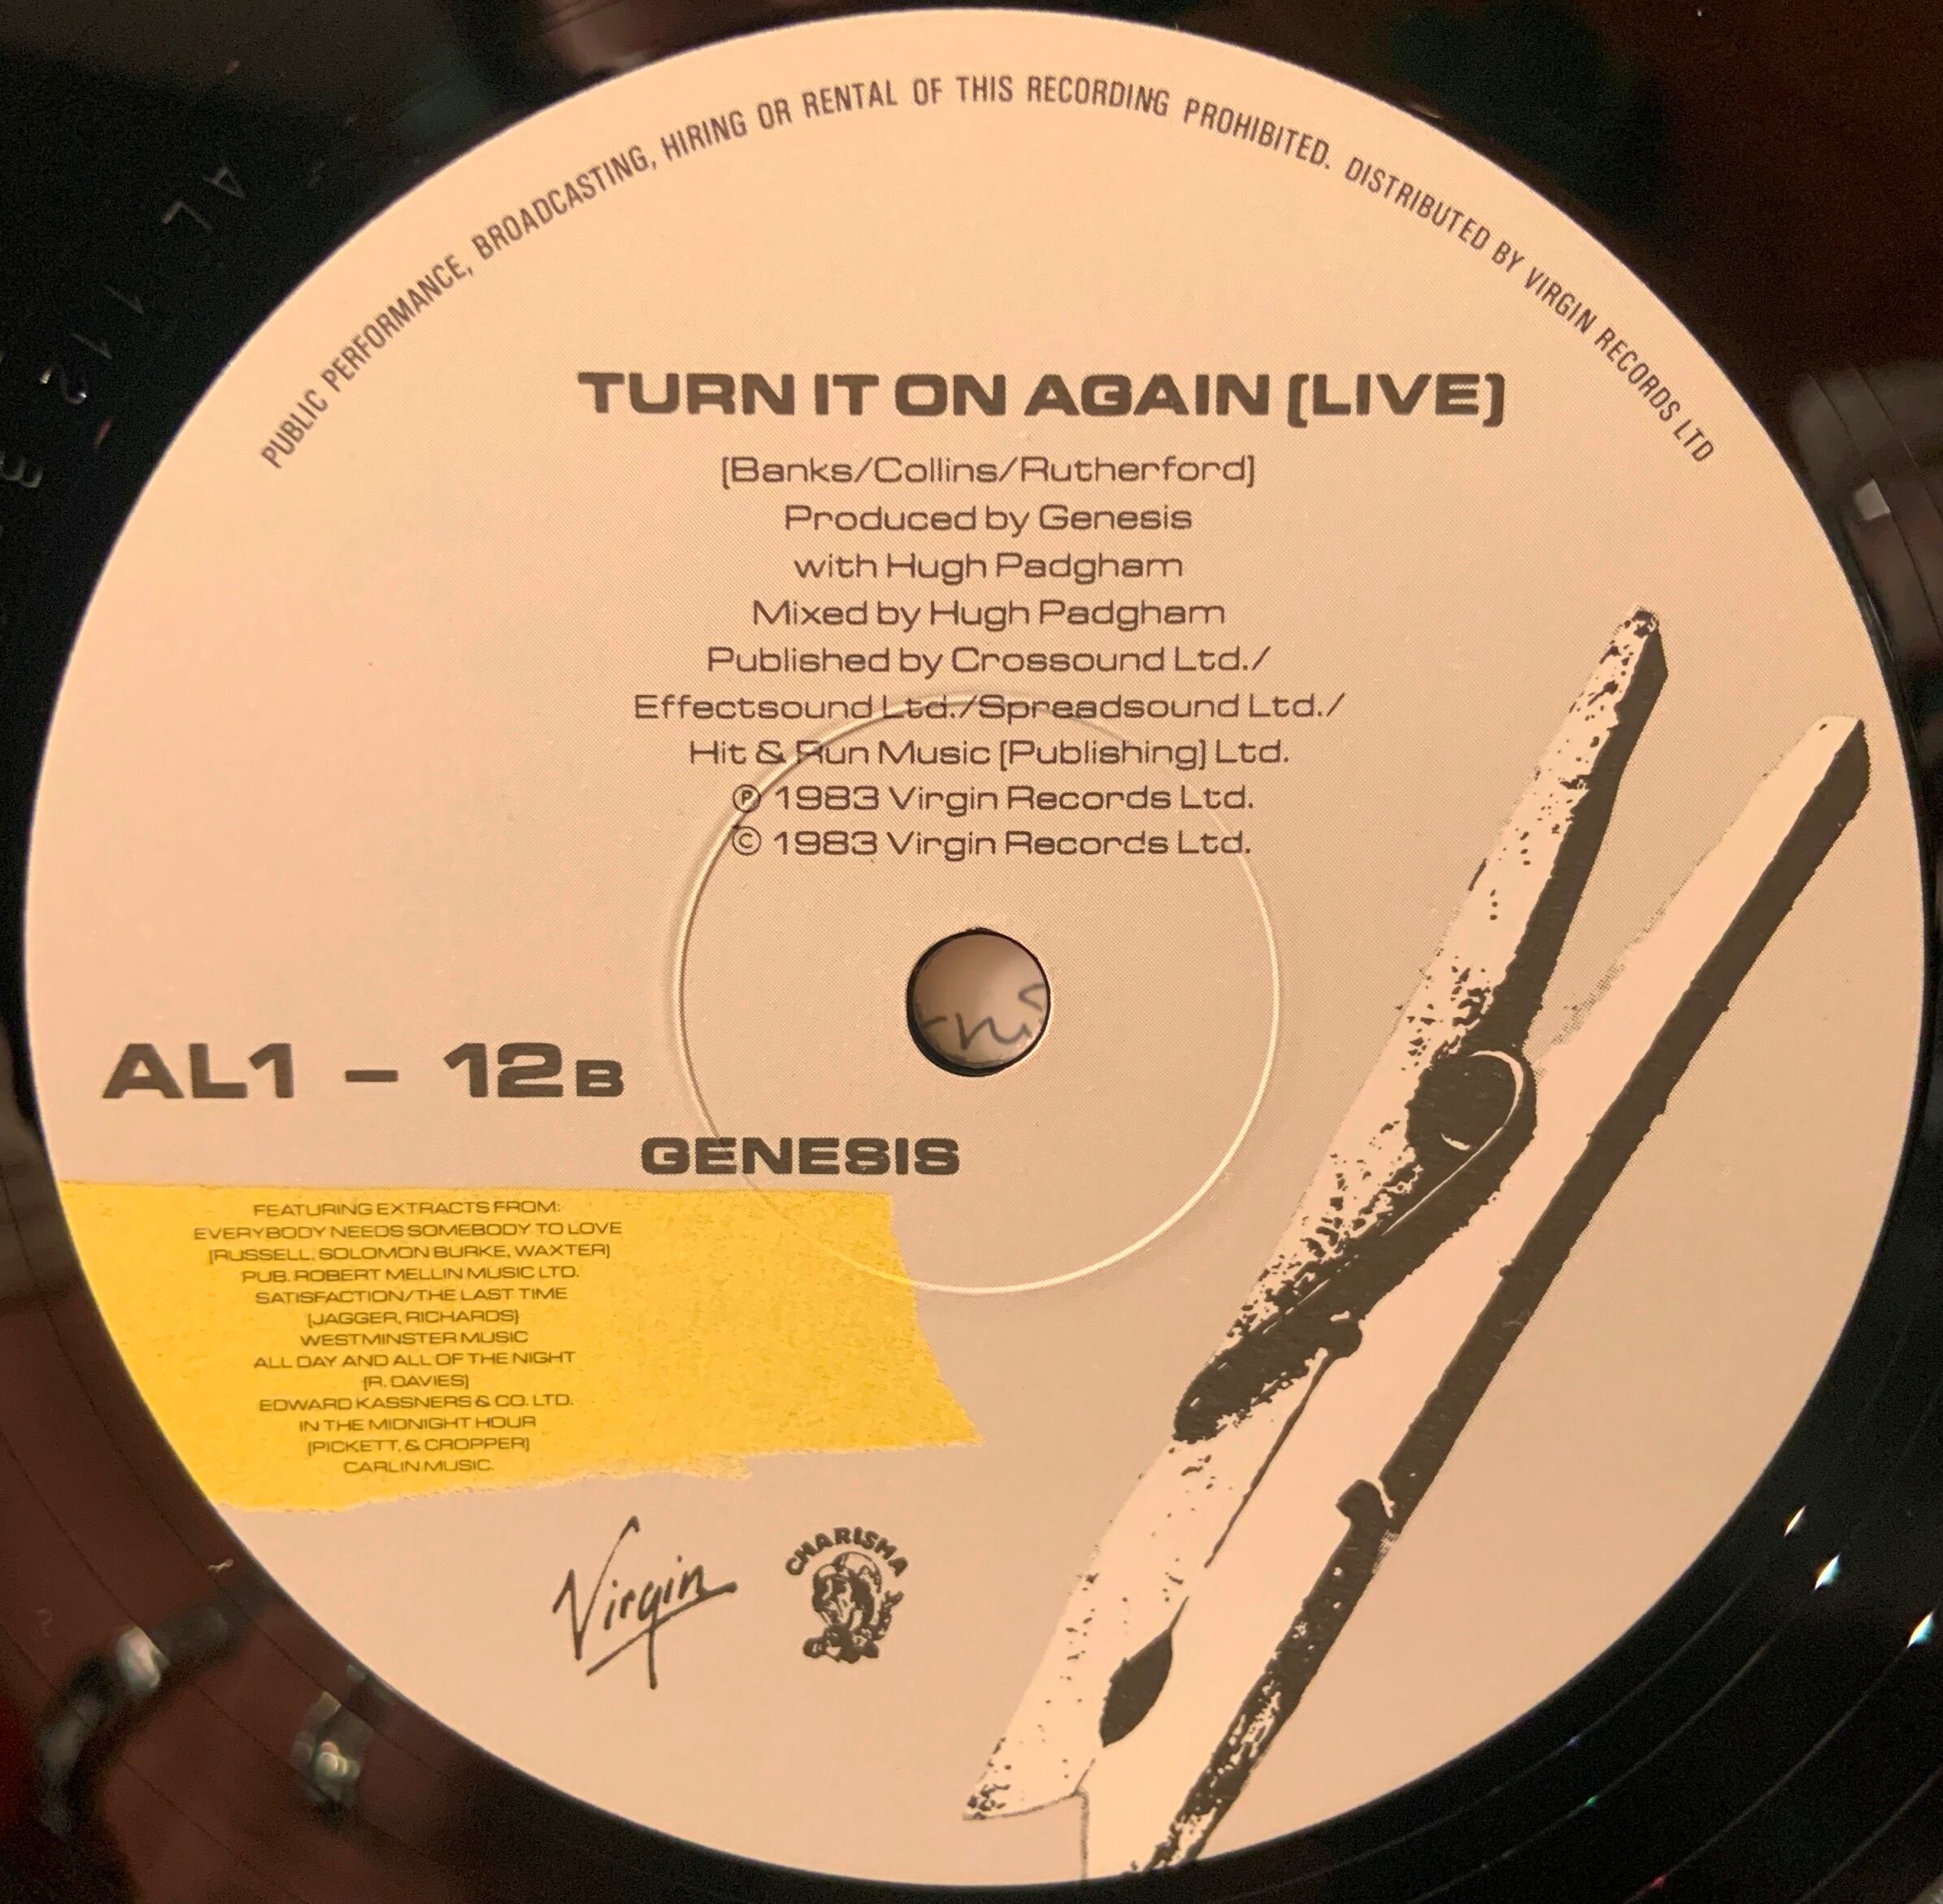 PUBLIC PERFORMANCE, BROADCASTING, HIRING OR RENTAL OF THIS RECORDING PROHIBITED. DISTRIBUTED BY VIRGIN RECORDS LTD
TURN IT ON AGAIN (LIVE)
[Banks/Collins/Rutherford]
Produced by Genesis
with Hugh Padgham
Mixed by Hugh Padgham
Published by Crossound Ltd./
Effectsound Ltd./Spreadsound Ltd./
Hit & Run Music [Publishing] Ltd.
℗ 1983 Virgin Records Ltd.
© 1983 Virgin Records Ltd.
AL1 – 12B
GENESIS
FEATURING EXTRACTS FROM:
EVERYBODY NEEDS SOMEBODY TO LOVE
[RUSSELL, SOLOMON BURKE, WAXTER]
PUB. ROBERT MELLIN MUSIC LTD.
SATISFACTION/THE LAST TIME
[JAGGER, RICHARDS]
WESTMINSTER MUSIC
ALL DAY AND ALL OF THE NIGHT
[R. DAVIES]
EDWARD KASSNERS & CO. LTD.
IN THE MIDNIGHT HOUR
[PICKETT, & CROPPER]
CARLIN MUSIC.
Virgin
CHARISMA